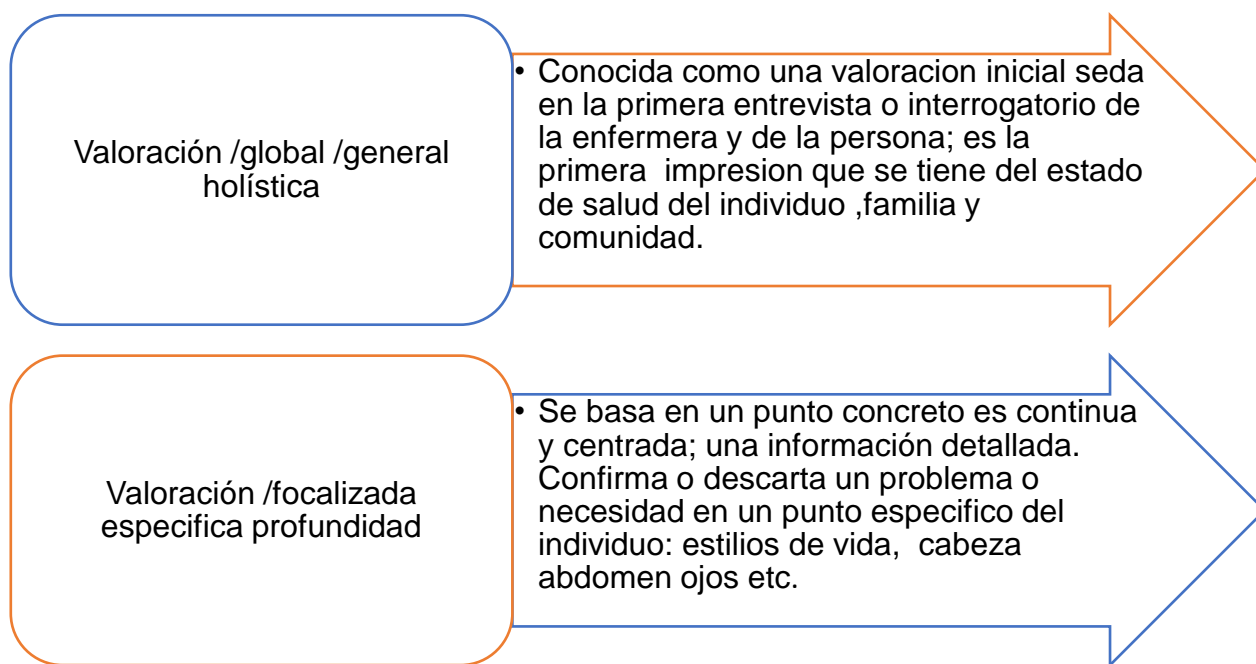 Valoración /global /general
holística
• Conocida como una valoracion inicial seda
en la primera entrevista o interrogatorio de
la enfermera y de la persona; es la
primera  impresion que se tiene del estado
de salud del individuo ,familia y
comunidad.
Valoración /focalizada
especifica profundidad
• Se basa en un punto concreto es continua
y centrada; una información detallada.
Confirma o descarta un problema o
necesidad en un punto especifico del
individuo: estilios de vida,  cabeza
abdomen ojos etc.